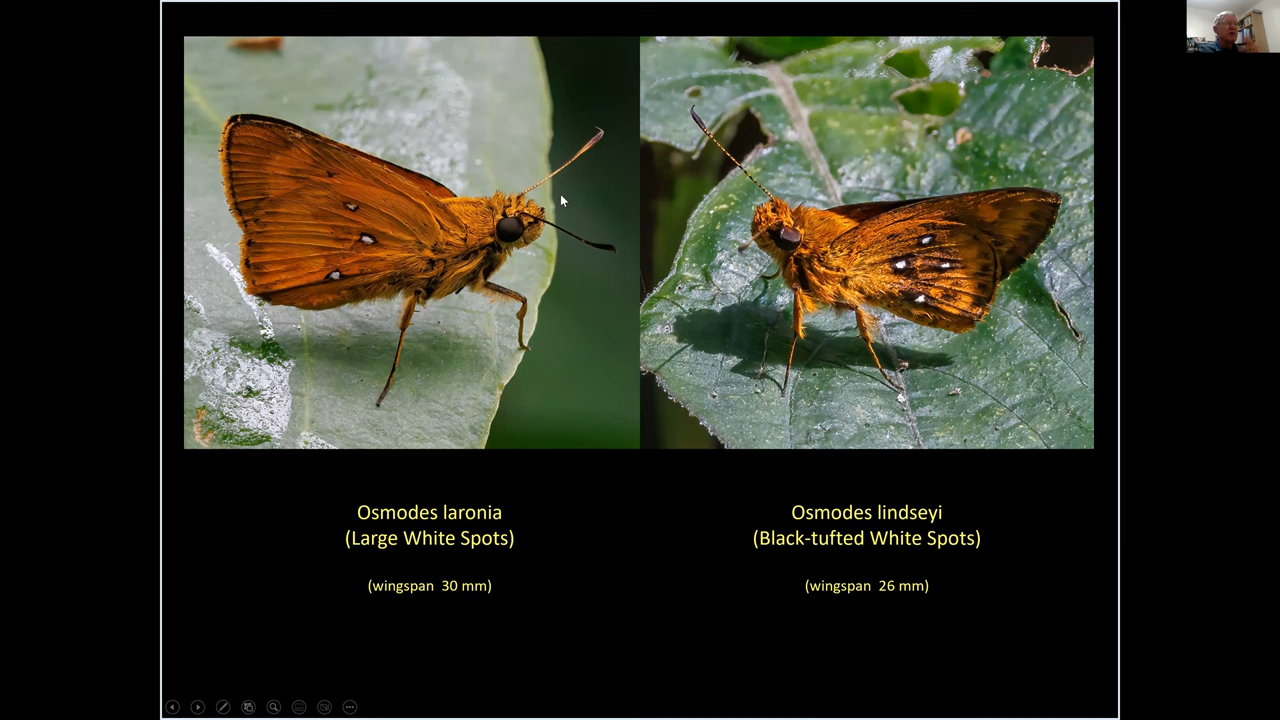 Osmodes laronia
(Large White Spots)
(wingspan 30 mm)
Osmodes lindseyi
(Black-tufted White Spots)
(wingspan 26 mm)